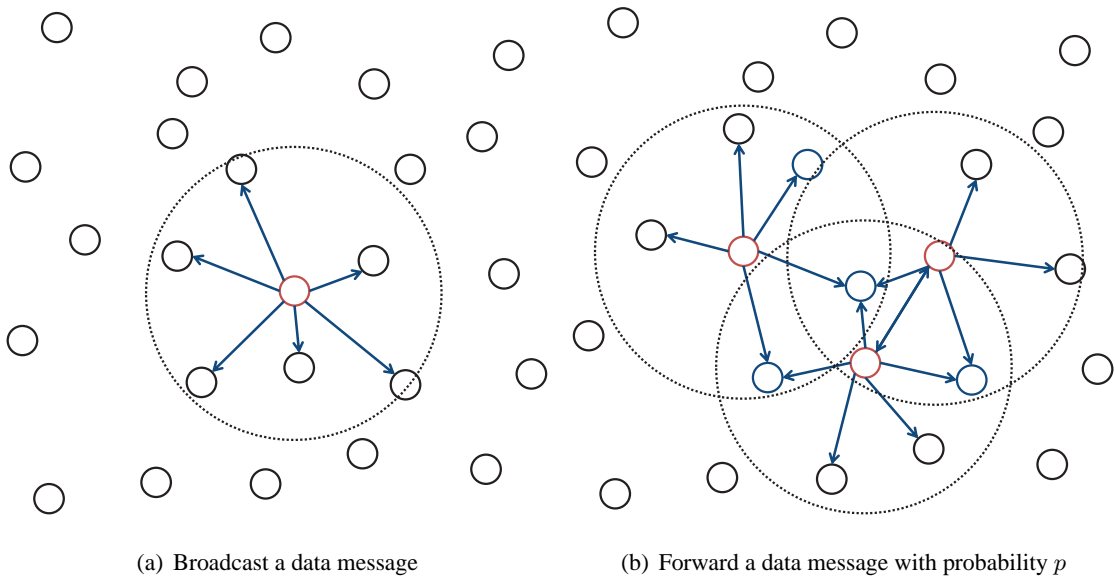 (a) Broadcast a data message
(b) Forward a data message with probability p